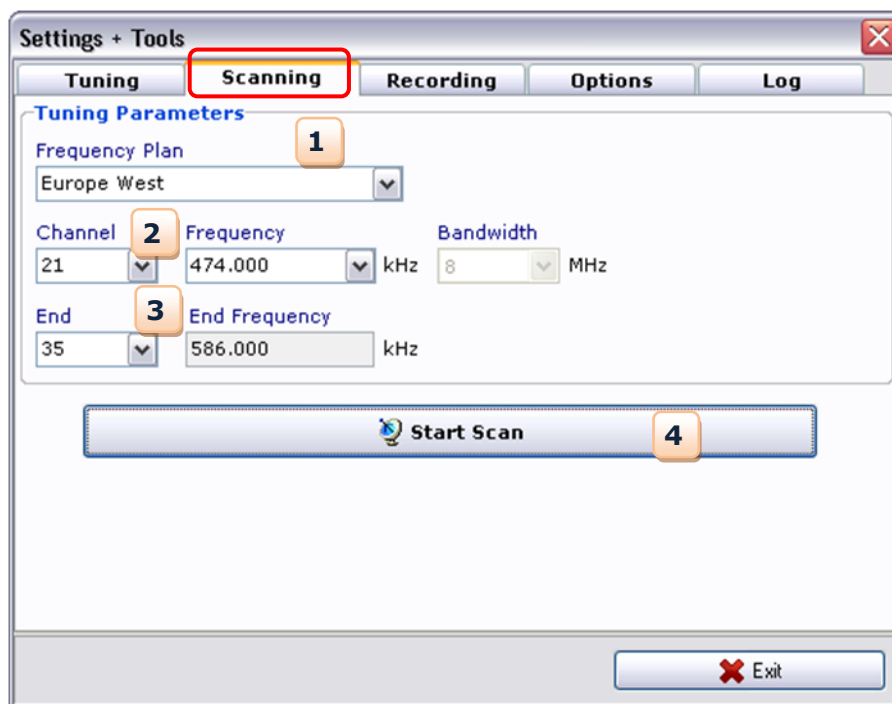 Settings + Tools
Tuning Scanning Recording Options Log
Tuning Parameters
1
Frequency Plan
Europe West
Channel 2 Frequency Bandwidth
21 474.000 kHz 8 MHz
End 3 End Frequency
35 586.000 kHz
Start Scan 4
Exit